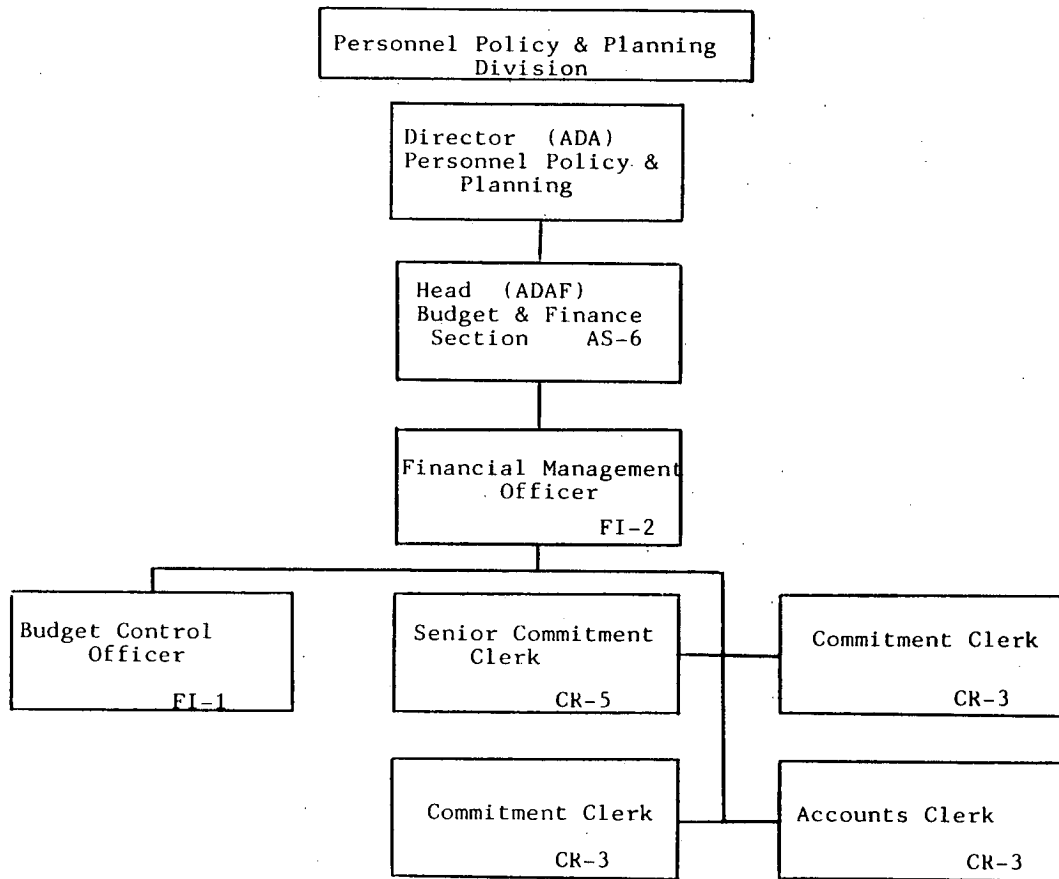 Personnel Policy & Planning
Division
Director (ADA)
Personnel Policy &
Planning
Head (ADAF)
Budget & Finance
Section AS-6
Financial Management
Officer
FI-2
Budget Control
Officer
FI-1
Senior Commitment
Clerk
CR-5
Commitment Clerk
CR-3
Commitment Clerk
CR-3
Accounts Clerk
CR-3